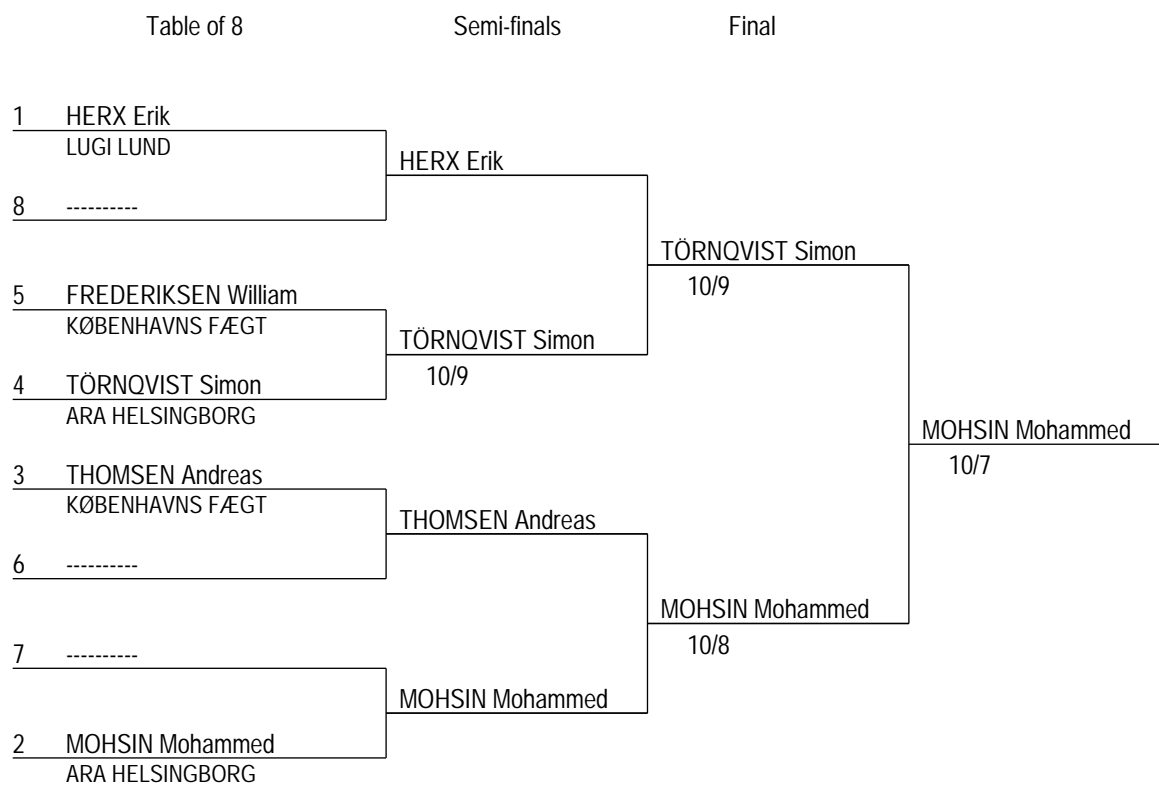 Table of 8 Semi-finals Final
1 HERX Erik
LUGI LUND
HERX Erik
8 ----------
TÖRNQVIST Simon
10/9
5 FREDERIKSEN William
KØBENHAVNS FÆGT
TÖRNQVIST Simon
10/9
4 TÖRNQVIST Simon
ARA HELSINGBORG
MOHSIN Mohammed
10/7
3 THOMSEN Andreas
KØBENHAVNS FÆGT
THOMSEN Andreas
6 ----------
MOHSIN Mohammed
10/8
7 ----------
MOHSIN Mohammed
2 MOHSIN Mohammed
ARA HELSINGBORG